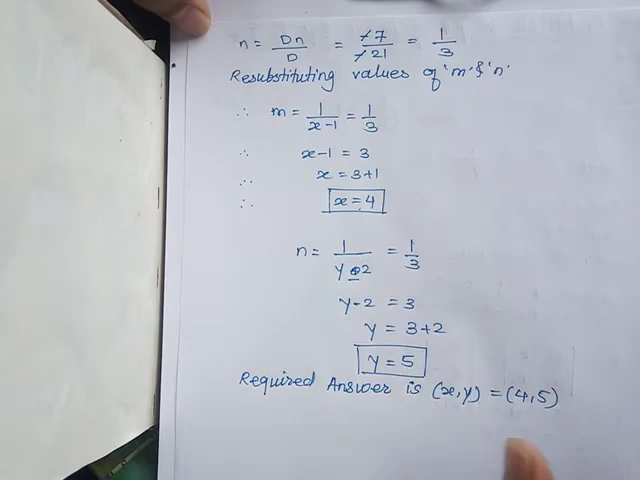 n = Dn/D = -7/-21 = 1/3
Resubstituting values of 'm' & 'n'
∴ m = 1/x-1 = 1/3
∴ x-1 = 3
∴ x = 3+1
∴ x = 4
n = 1/y-2 = 1/3
y-2 = 3
y = 3+2
y = 5
Required Answer is (x,y) = (4,5)